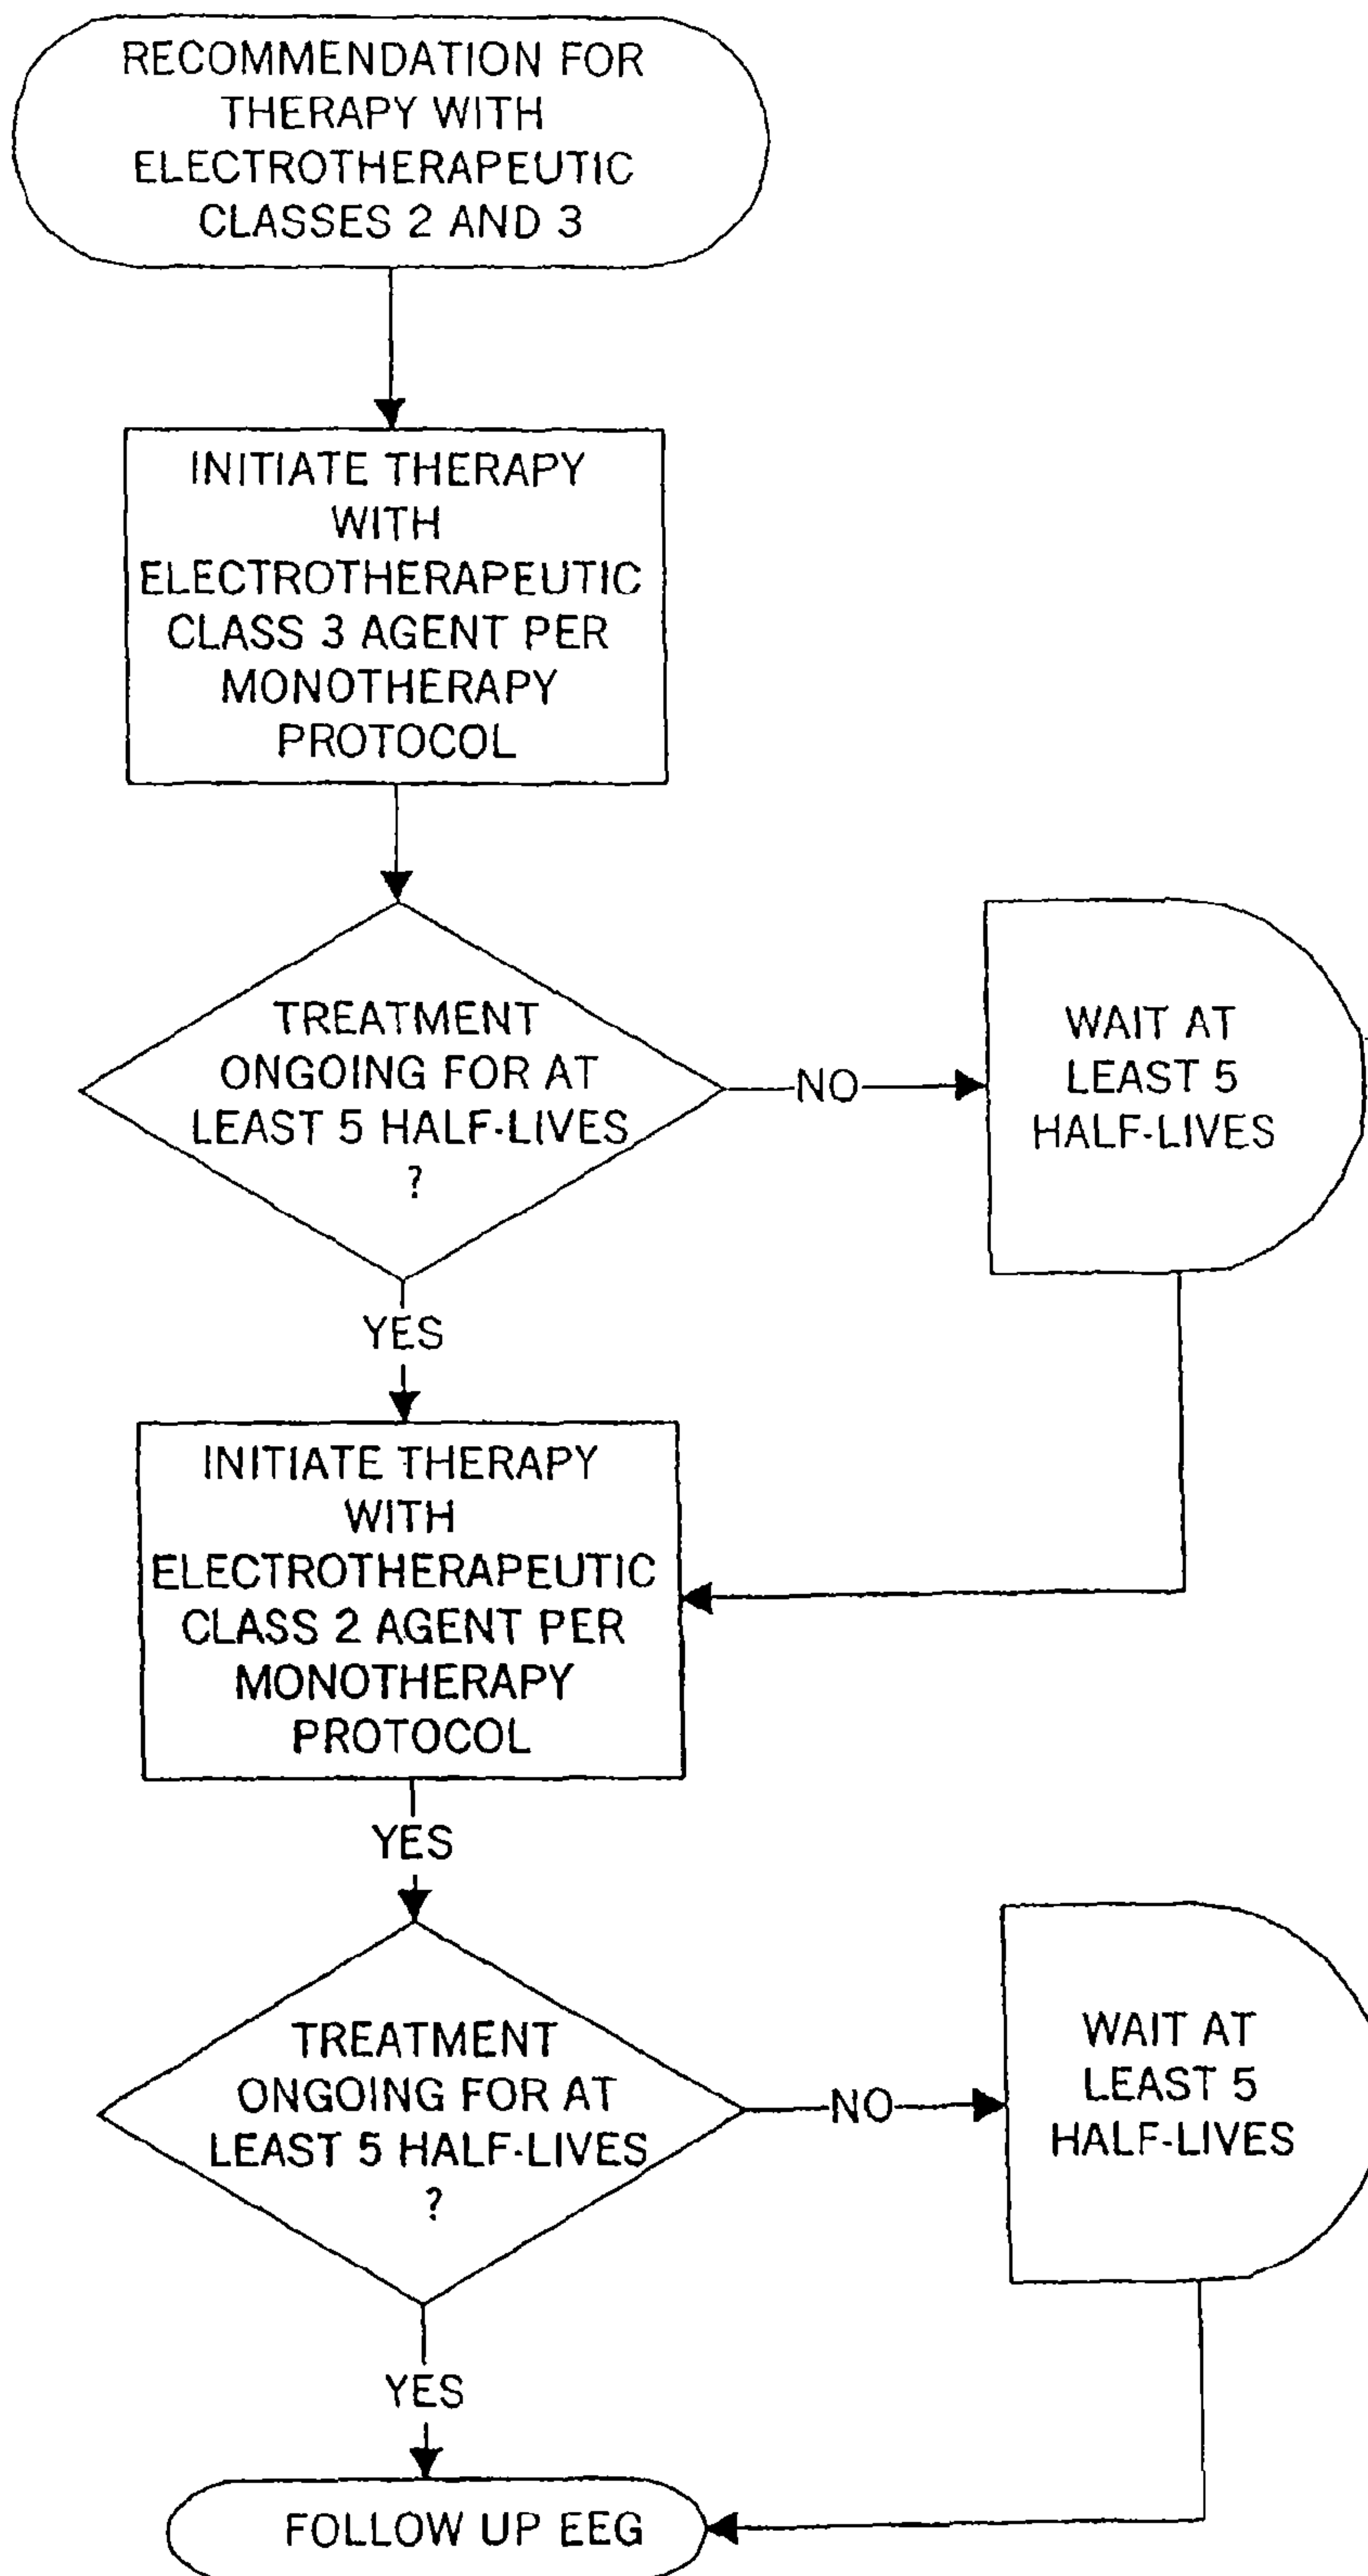 RECOMMENDATION FOR
THERAPY WITH
ELECTROTHERAPEUTIC
CLASSES 2 AND 3
INITIATE THERAPY
WITH
ELECTROTHERAPEUTIC
CLASS 3 AGENT PER
MONOTHERAPY
PROTOCOL
TREATMENT
ONGOING FOR AT
LEAST 5 HALF-LIVES
?
NO
WAIT AT
LEAST 5
HALF-LIVES
YES
INITIATE THERAPY
WITH
ELECTROTHERAPEUTIC
CLASS 2 AGENT PER
MONOTHERAPY
PROTOCOL
YES
TREATMENT
ONGOING FOR AT
LEAST 5 HALF-LIVES
?
NO
WAIT AT
LEAST 5
HALF-LIVES
YES
FOLLOW UP EEG